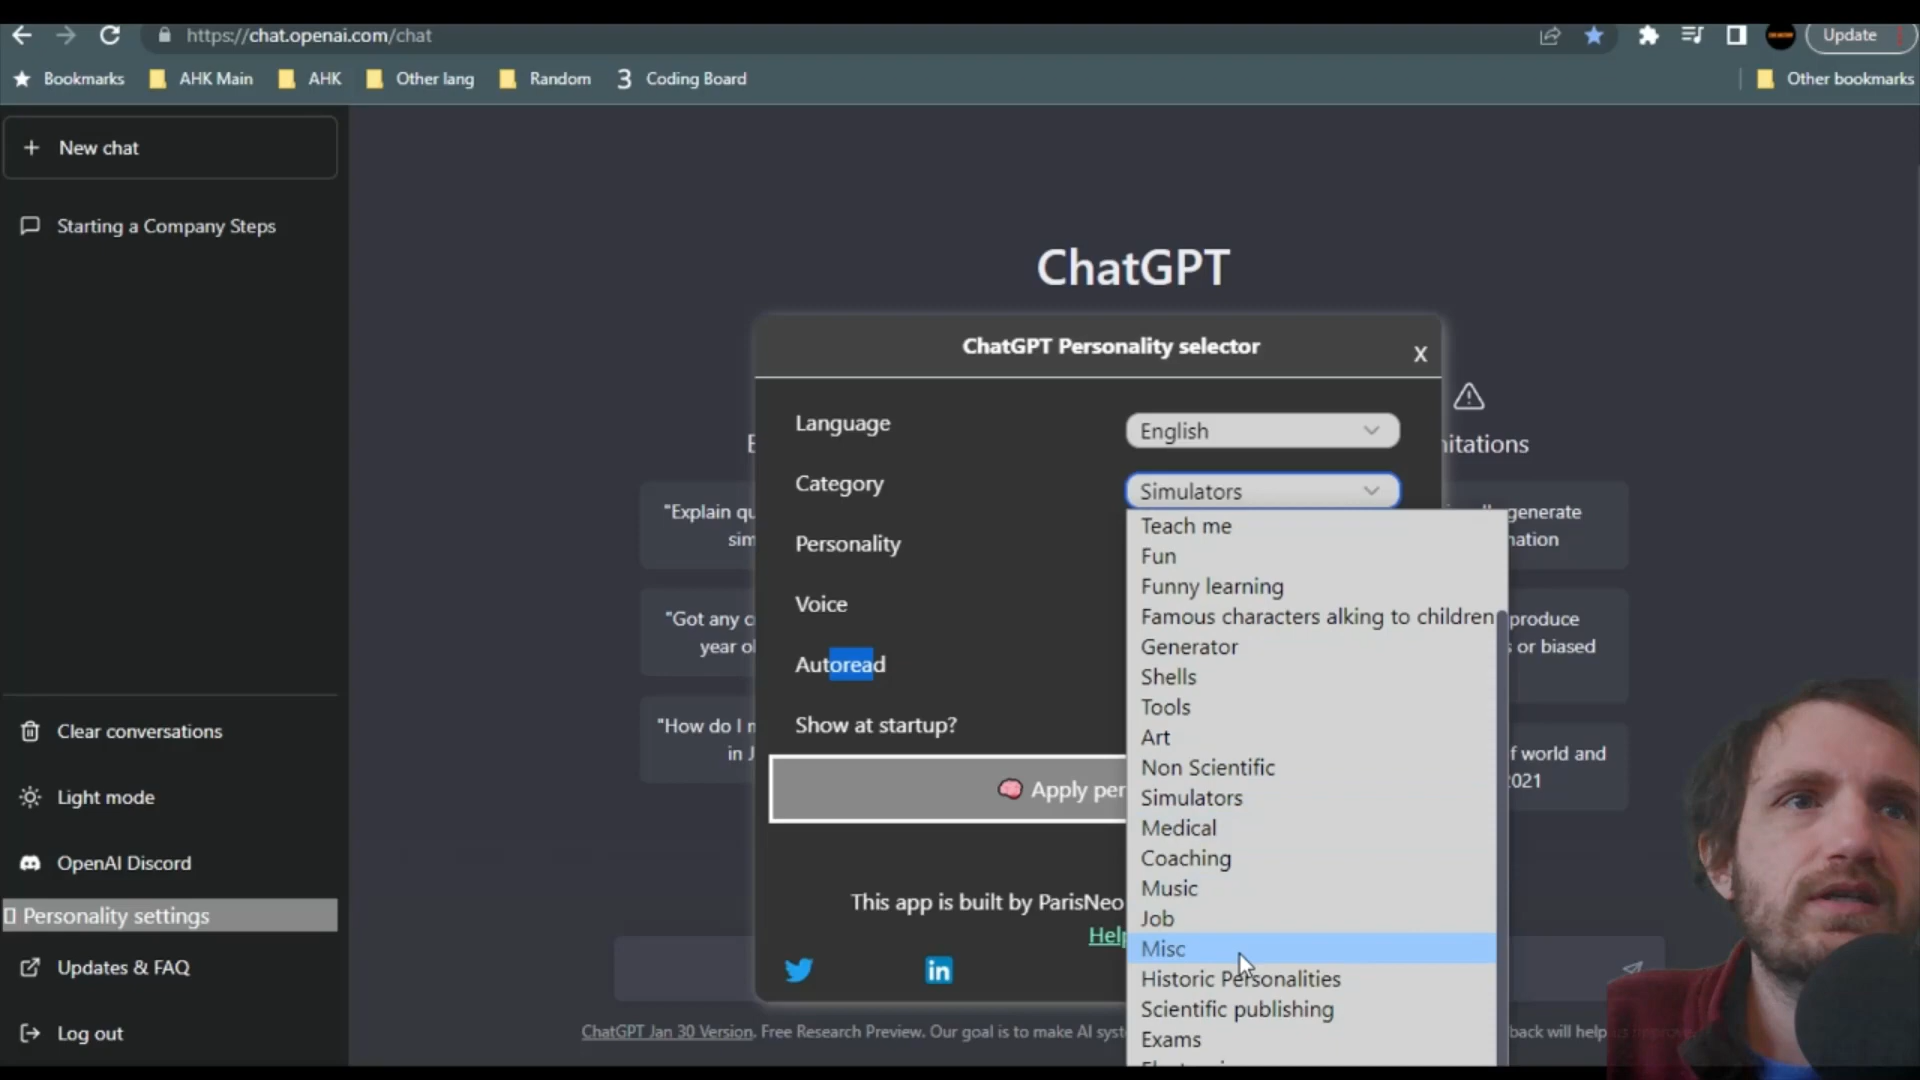 https://chat.openai.com/chat
Update
Bookmarks AHK Main AHK Other lang Random 3 Coding Board Other bookmarks
+ New chat
Starting a Company Steps
ChatGPT
ChatGPT Personality selector
X
Language English
Category Simulators
Personality
Voice
Autoread
Show at startup?
Apply per
This app is built by ParisNeo
Help
Teach me
Fun
Funny learning
Famous characters alking to children
Generator
Shells
Tools
Art
Non Scientific
Simulators
Medical
Coaching
Music
Job
Misc
Historic Personalities
Scientific publishing
Exams
E
itations
"Explain qu
sim
generate
nation
"Got any c
year ol
produce
s or biased
"How do I m
in J
f world and
2021
Clear conversations
Light mode
OpenAI Discord
Personality settings
Updates & FAQ
Log out
ChatGPT Jan 30 Version. Free Research Preview. Our goal is to make AI syst
back will help us improve.